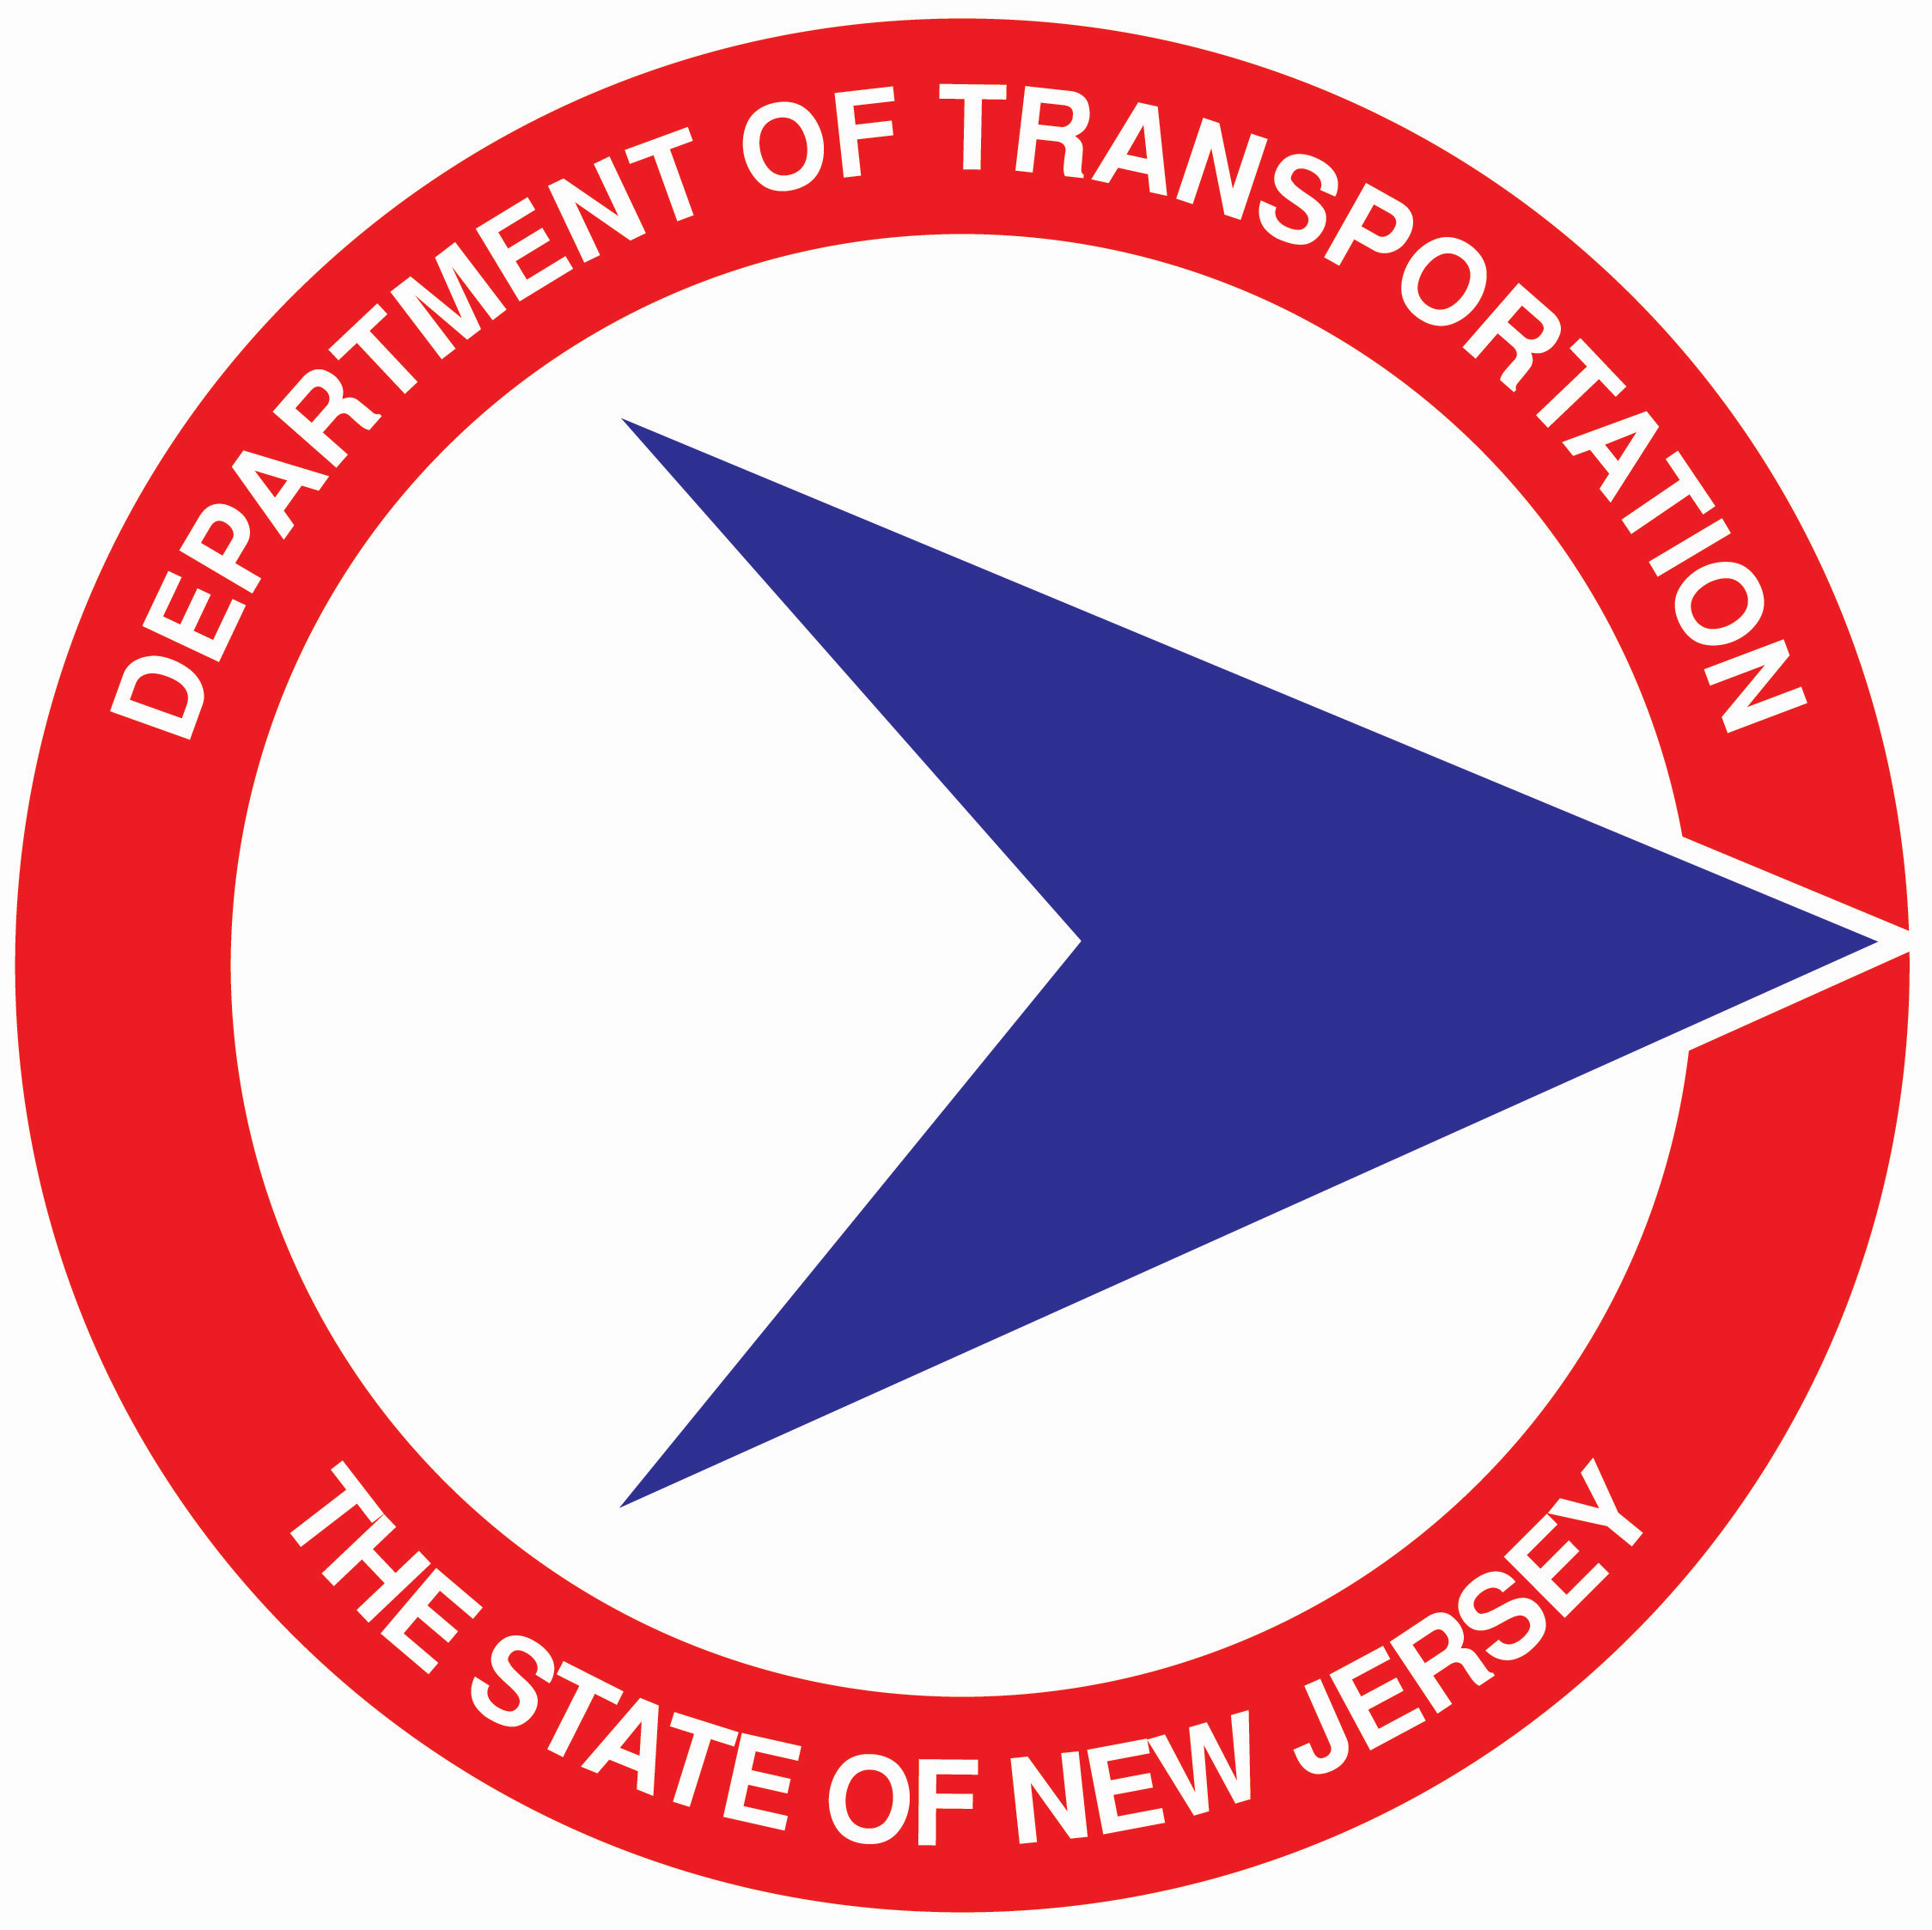 DEPARTMENT OF TRANSPORTATION
THE STATE OF NEW JERSEY